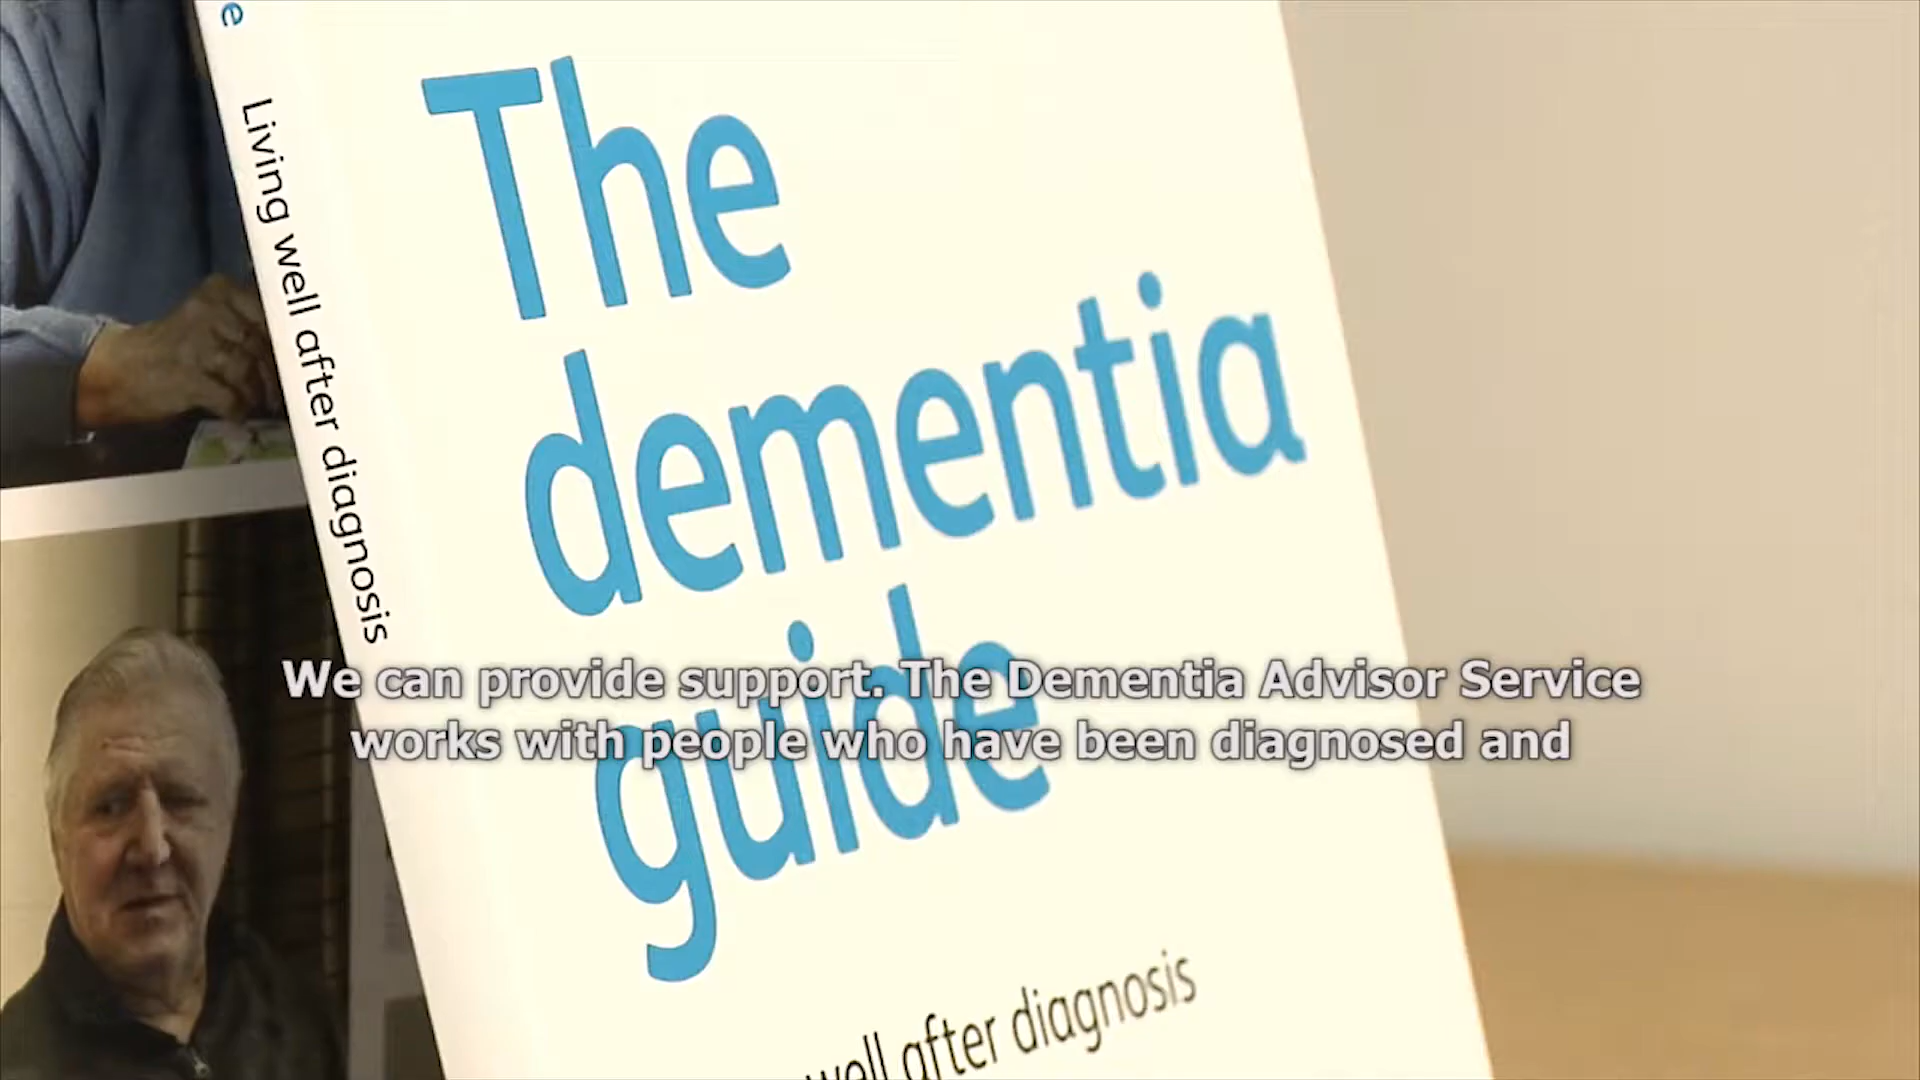 e
Living well after diagnosis
The
dementia
guide
We can provide support. The Dementia Advisor Service
works with people who have been diagnosed and
well after diagnosis